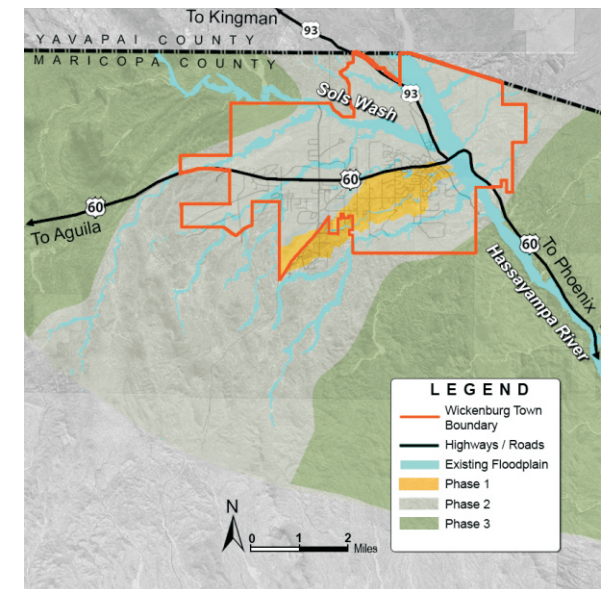 To Kingman
93
YAVAPAI COUNTY
MARICOPA COUNTY
93
Sols Wash
60
60
To Aguila
60
To Phoenix
Hassayampa River
LEGEND
Wickenburg Town
Boundary
Highways / Roads
Existing Floodplain
Phase 1
Phase 2
Phase 3
N
0 1 2
Miles